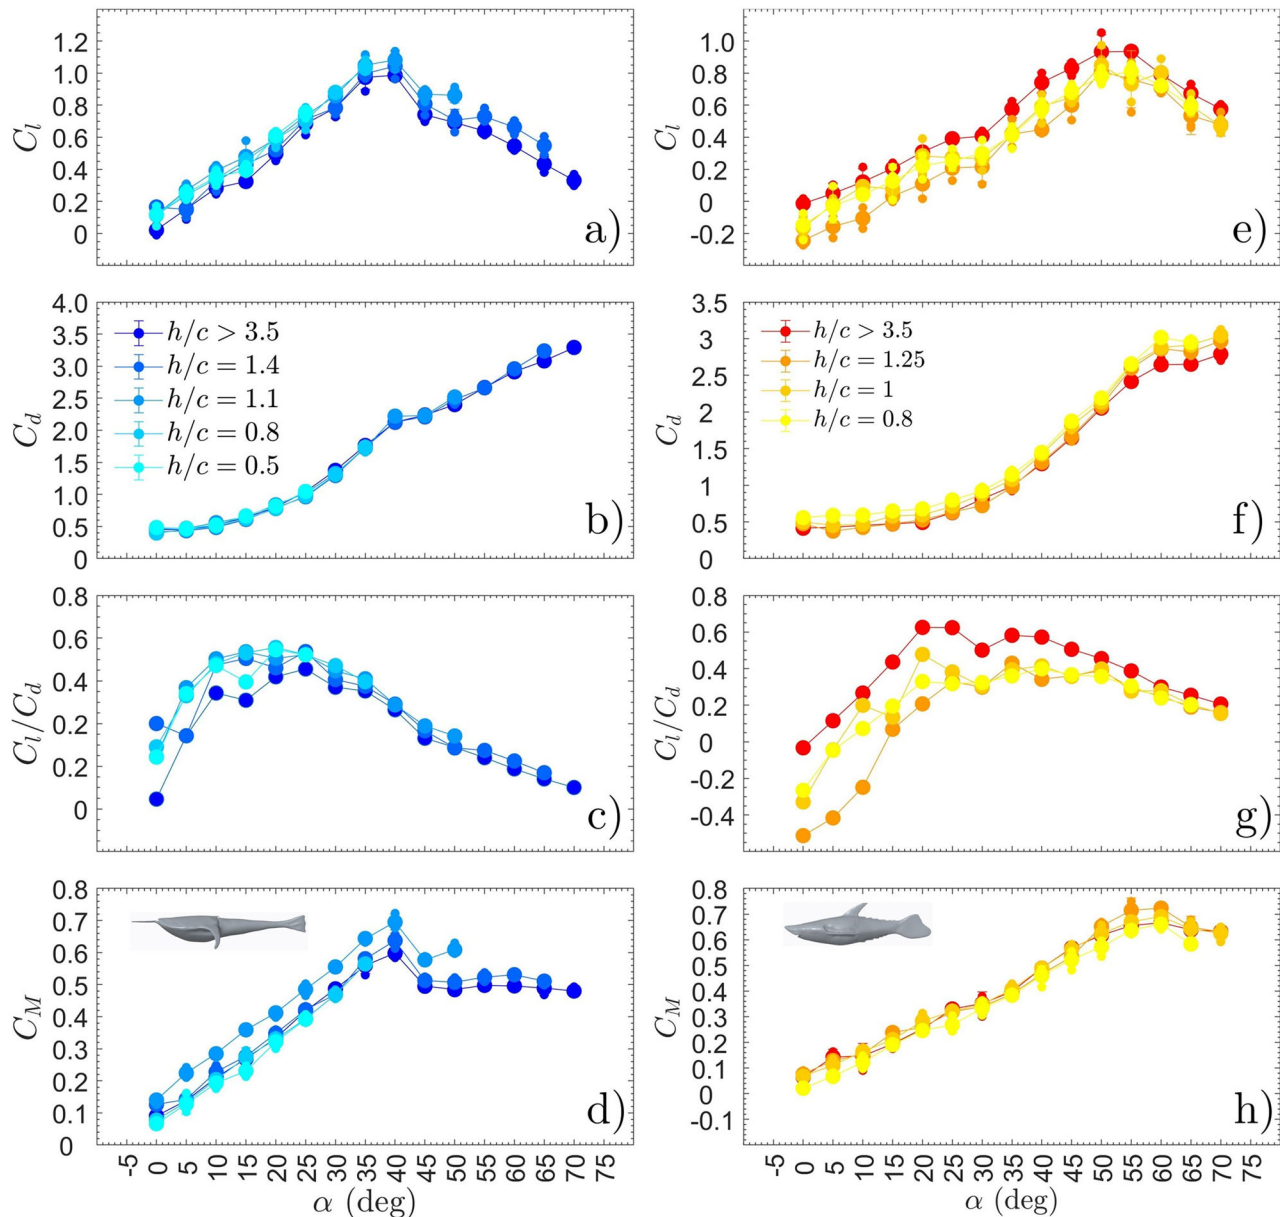 C_l
1.2
1.0
0.8
0.6
0.4
0.2
0
a)
C_l
1.0
0.8
0.6
0.4
0.2
0
-0.2
e)
C_d
4.0
3.5
3.0
2.5
2.0
1.5
1.0
0.5
0
h/c > 3.5
h/c = 1.4
h/c = 1.1
h/c = 0.8
h/c = 0.5
b)
C_d
3.5
3
2.5
2
1.5
1
0.5
0
h/c > 3.5
h/c = 1.25
h/c = 1
h/c = 0.8
f)
C_l/C_d
0.8
0.6
0.4
0.2
0.2
0
c)
C_l/C_d
0.8
0.6
0.4
0.2
0
-0.2
-0.4
g)
C_M
0.8
0.7
0.6
0.5
0.4
0.3
0.2
0.1
0
d)
-5 0 5 10 15 20 25 30 35 40 45 50 55 60 65 70 75
α (deg)
C_M
0.8
0.7
0.6
0.5
0.4
0.3
0.2
0.1
0
-0.1
h)
-5 0 5 10 15 20 25 30 35 40 45 50 55 60 65 70 75
α (deg)